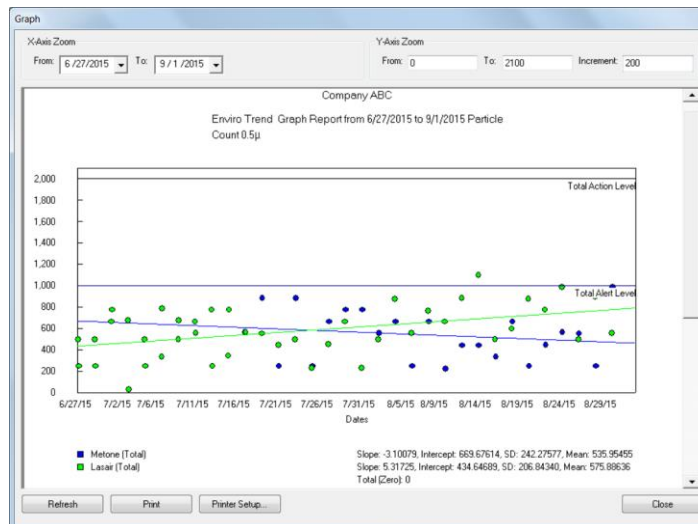 Graph
X-Axis Zoom
From: 6 /27/2015 To: 9 / 1 /2015
Y-Axis Zoom
From: 0 To: 2100 Increment: 200
Company ABC
Enviro Trend Graph Report from 6/27/2015 to 9/1/2015 Particle
Count 0.5µ
2,000
Total Action Level
1,800
1,600
1,400
1,200
1,000
Total Alert Level
800
600
400
200
0
6/27/15 7/2/15 7/6/15 7/11/15 7/16/15 7/21/15 7/26/15 7/31/15 8/5/15 8/9/15 8/14/15 8/19/15 8/24/15 8/29/15
Dates
Metone (Total) Slope: -3.10079, Intercept: 669.67614, SD: 242.27577, Mean: 535.95455
Lasair (Total) Slope: 5.31725, Intercept: 434.64689, SD: 206.84340, Mean: 575.88636
Total (Zero): 0
Refresh Print Printer Setup... Close